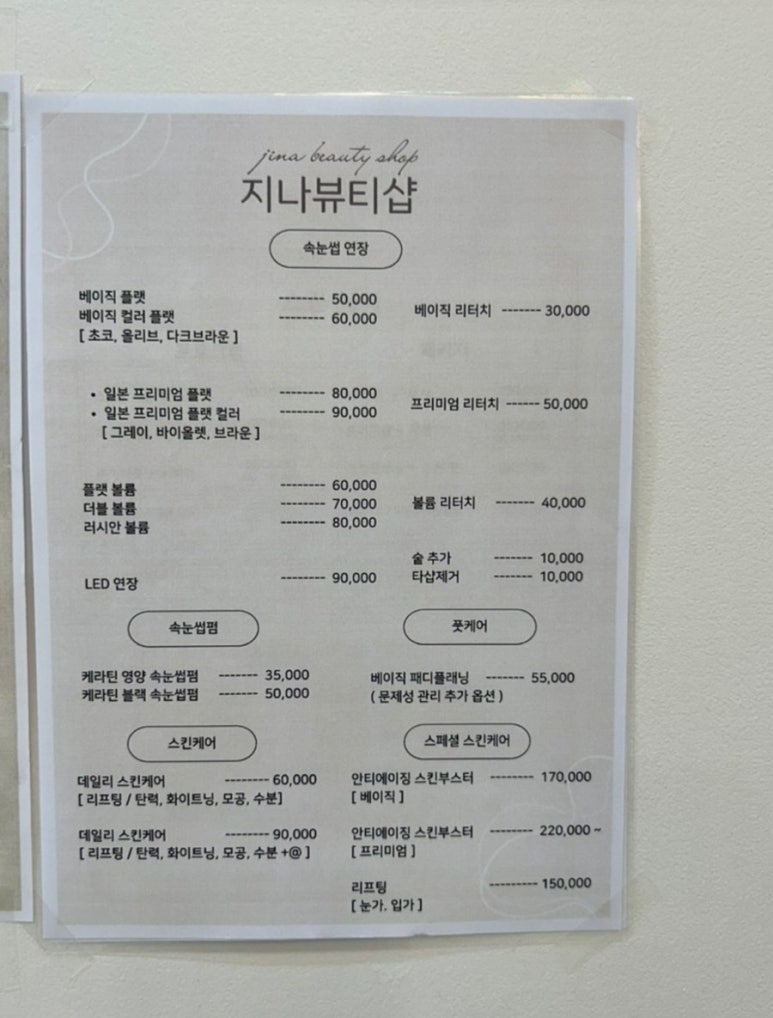 jina beauty shop
지나뷰티샵
속눈썹 연장
베이직 플랫 -------- 50,000
베이직 컬러 플랫 -------- 60,000
[ 초코, 올리브, 다크브라운 ]
베이직 리터치 ------- 30,000
• 일본 프리미엄 플랫 -------- 80,000
• 일본 프리미엄 플랫 컬러 -------- 90,000
[ 그레이, 바이올렛, 브라운 ]
프리미엄 리터치 ------ 50,000
플랫 볼륨 -------- 60,000
더블 볼륨 -------- 70,000
러시안 볼륨 -------- 80,000
볼륨 리터치 ------- 40,000
LED 연장 -------- 90,000
숱 추가 ------- 10,000
타샵제거 ------- 10,000
속눈썹펌
케라틴 영양 속눈썹펌 ------- 35,000
케라틴 블랙 속눈썹펌 ------- 50,000
풋케어
베이직 패디플래닝 ------- 55,000
( 문제성 관리 추가 옵션 )
스킨케어
데일리 스킨케어 -------- 60,000
[ 리프팅 / 탄력, 화이트닝, 모공, 수분]
데일리 스킨케어 -------- 90,000
[ 리프팅 / 탄력, 화이트닝, 모공, 수분 +@ ]
스페셜 스킨케어
안티에이징 스킨부스터 -------- 170,000
[ 베이직 ]
안티에이징 스킨부스터 -------- 220,000 ~
[ 프리미엄 ]
리프팅 --------- 150,000
[ 눈가. 입가 ]